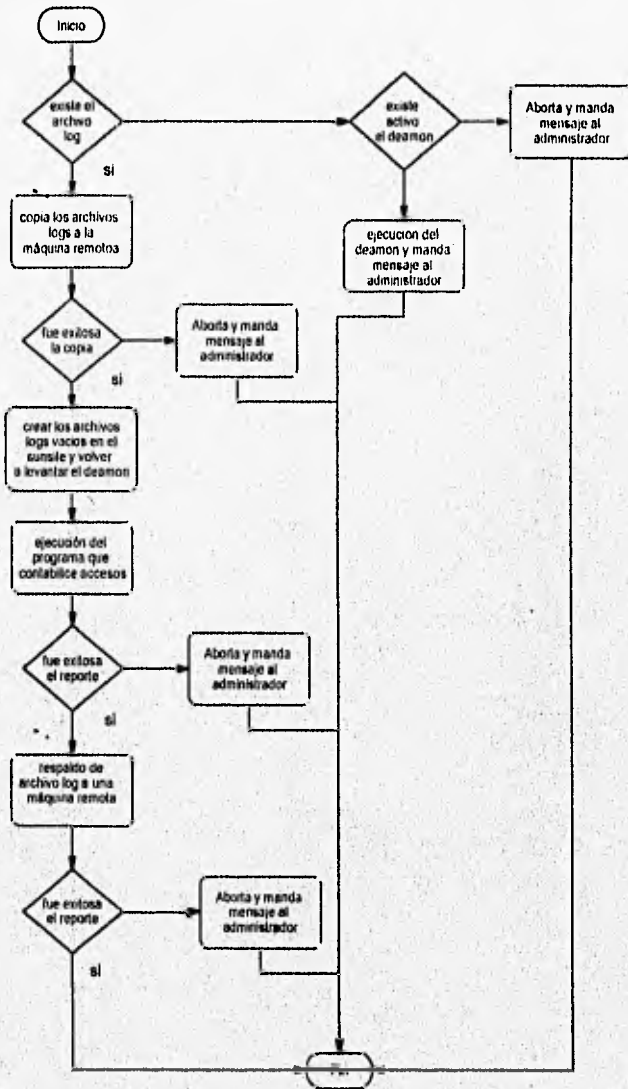 Inicio
existe el
archivo
log
si
existe
activo
el deamon
Aborta y manda
mensaje al
administrador
copia los archivos
logs a la
máquina remotoa
ejecucion del
deamon y manda
mensaje al
administrador
fue exitosa
la copia
si
Aborta y manda
mensaje al
administrador
crear los archivos
logs vacios en el
sunsite y volver
a levantar el deamon
ejecución del
programa que
contabilice accesos
fue exitosa
el reporte
si
Aborta y manda
mensaje al
administrador
respaldo de
archivo log a una
máquina remota
fue exitosa
el reporte
si
Aborta y manda
mensaje al
administrador